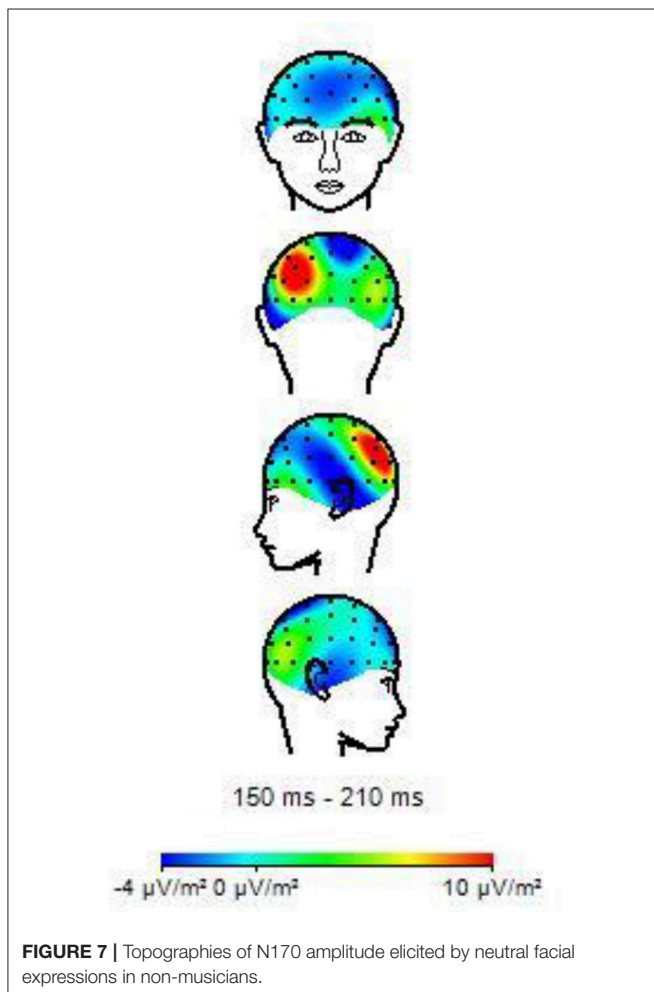 150 ms - 210 ms
-4 µV/m² 0 µV/m² 10 µV/m²
FIGURE 7 | Topographies of N170 amplitude elicited by neutral facial
expressions in non-musicians.